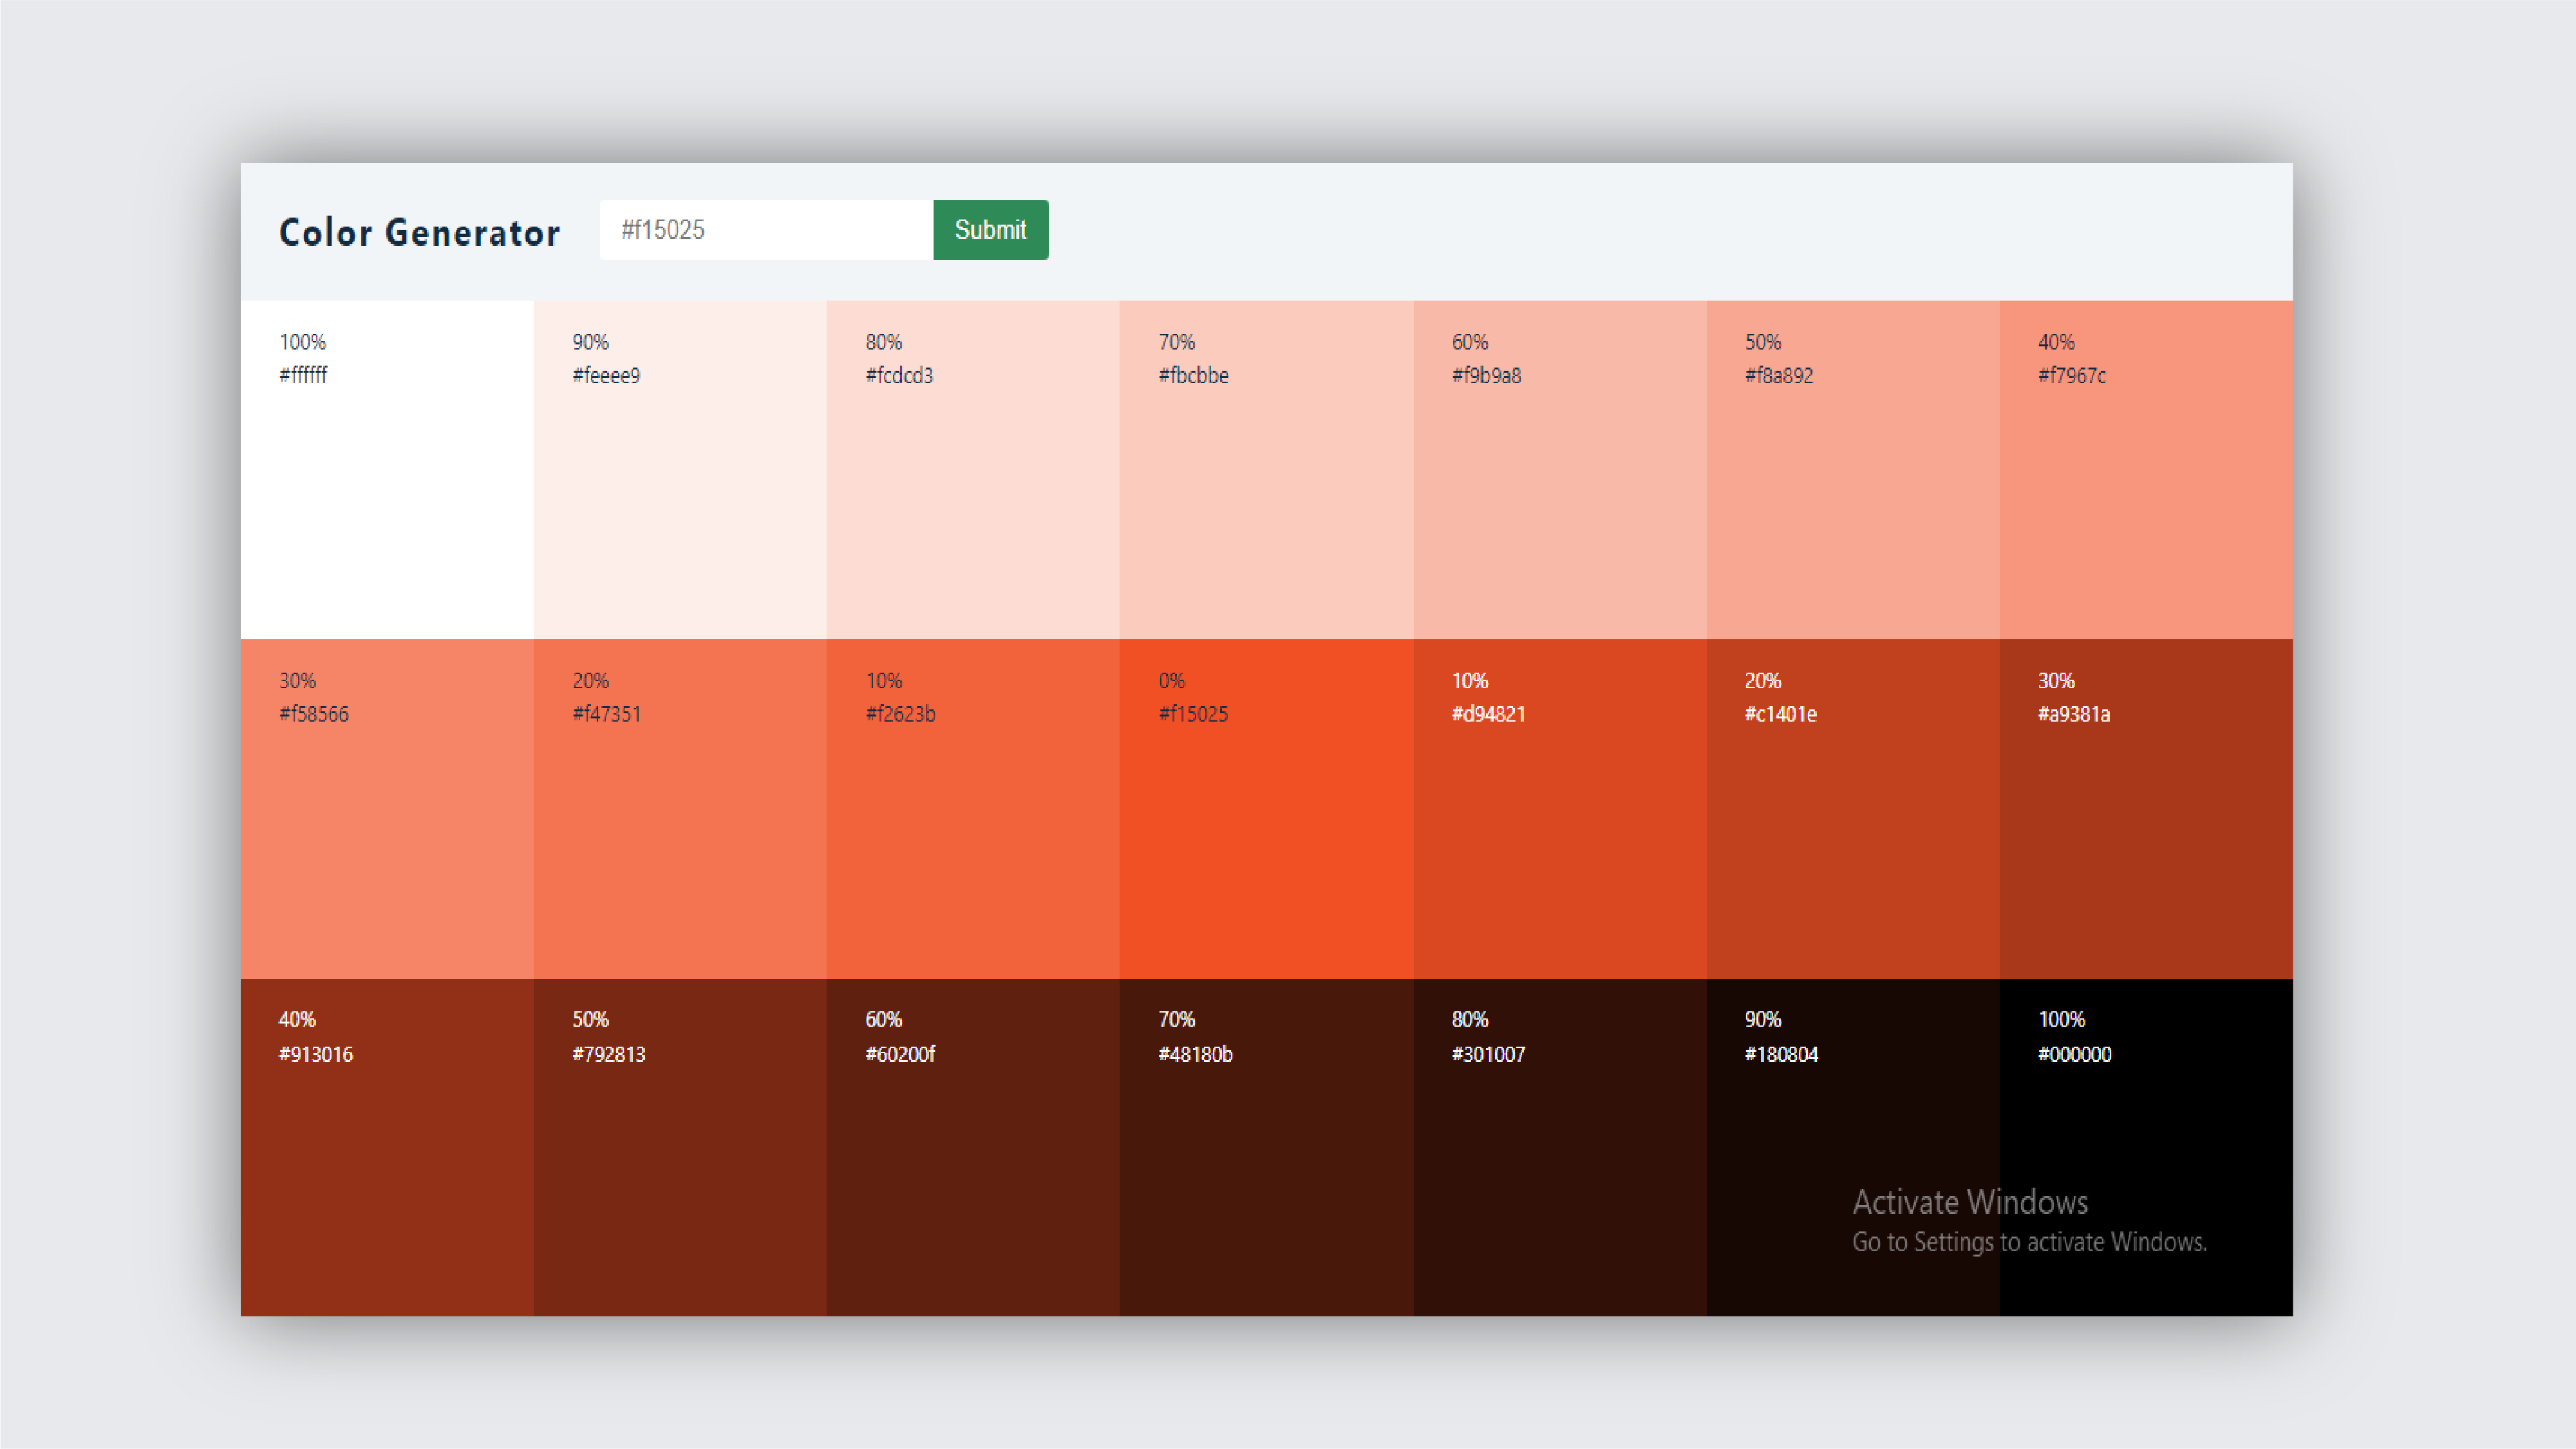 Color Generator
#f15025
Submit
100%
#ffffff
90%
#feeee9
80%
#fcdcd3
70%
#fbcbbe
60%
#f9b9a8
50%
#f8a892
40%
#f7967c
30%
#f58566
20%
#f47351
10%
#f2623b
0%
#f15025
10%
#d94821
20%
#c1401e
30%
#a9381a
40%
#913016
50%
#792813
60%
#60200f
70%
#48180b
80%
#301007
90%
#180804
100%
#000000
Activate Windows
Go to Settings to activate Windows.